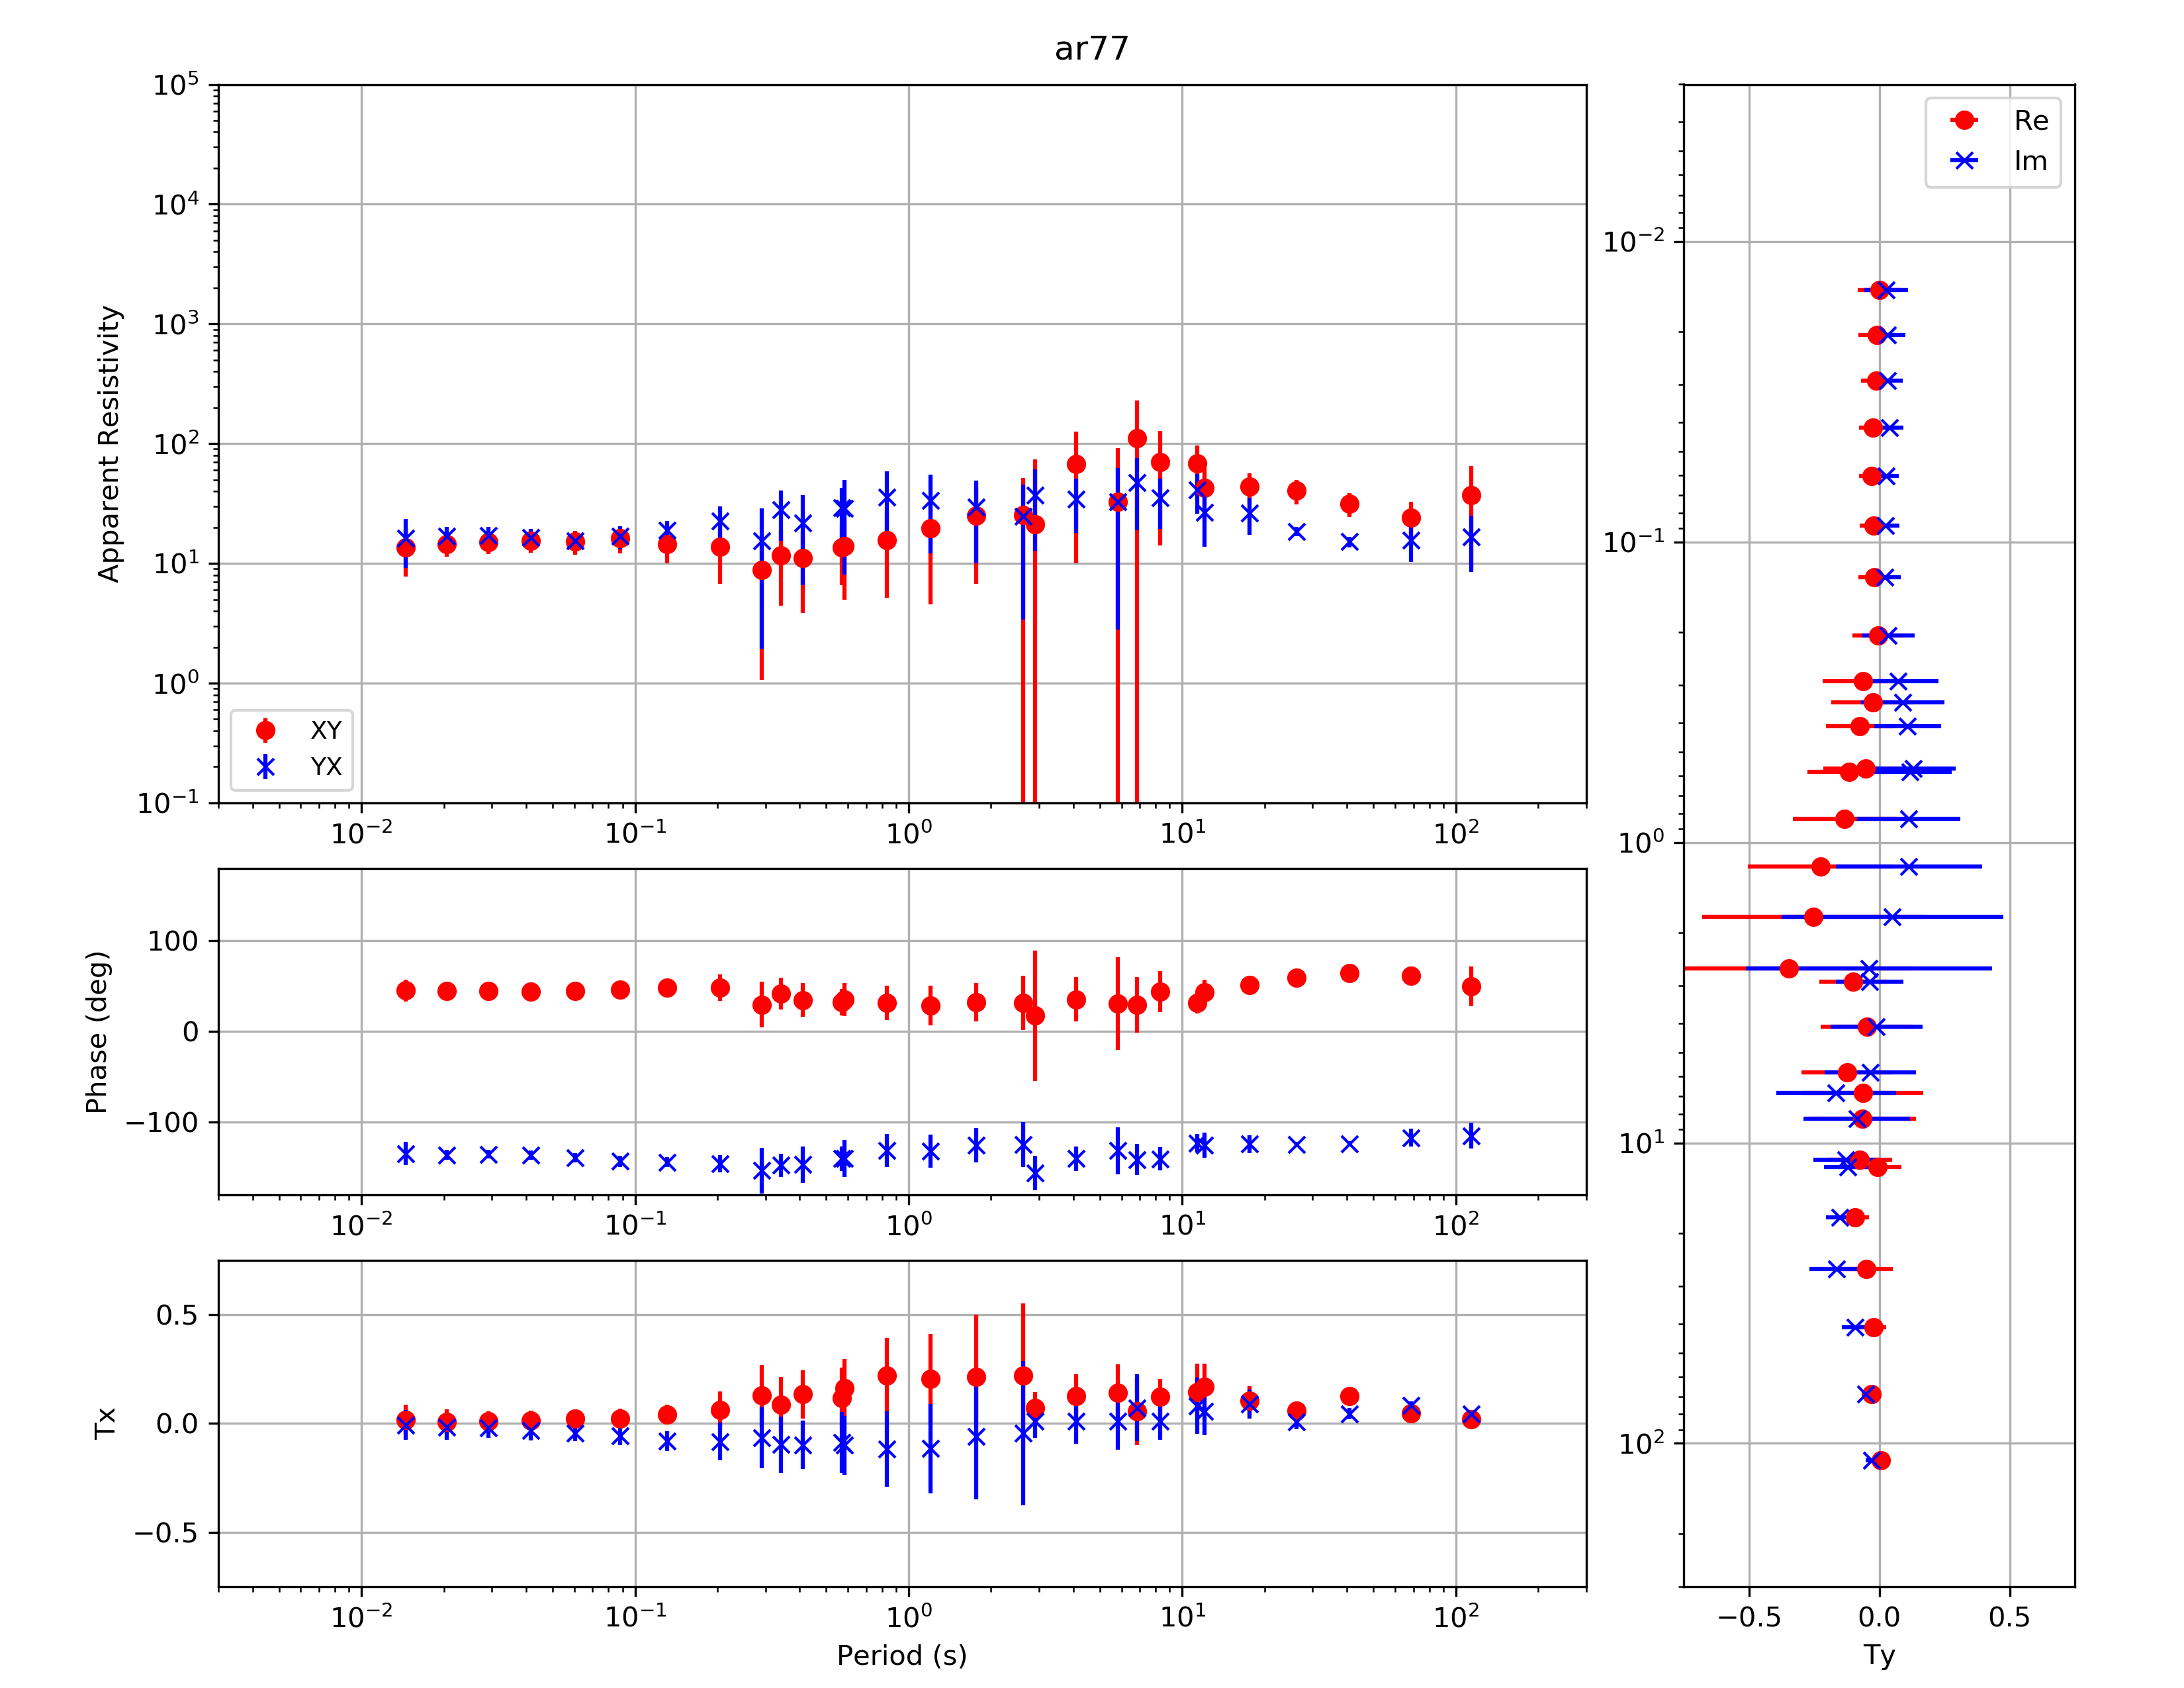 ar77
10^5
10^4
10^3
10^2
10^1
10^0
10^-1
Apparent Resistivity
XY
YX
10^-2 10^-1 10^0 10^1 10^2
100
0
−100
Phase (deg)
10^-2 10^-1 10^0 10^1 10^2
0.5
0.0
−0.5
Tx
10^-2 10^-1 10^0 10^1 10^2
Period (s)
Re
Im
10^-2
10^-1
10^0
10^1
10^2
−0.5 0.0 0.5
Ty